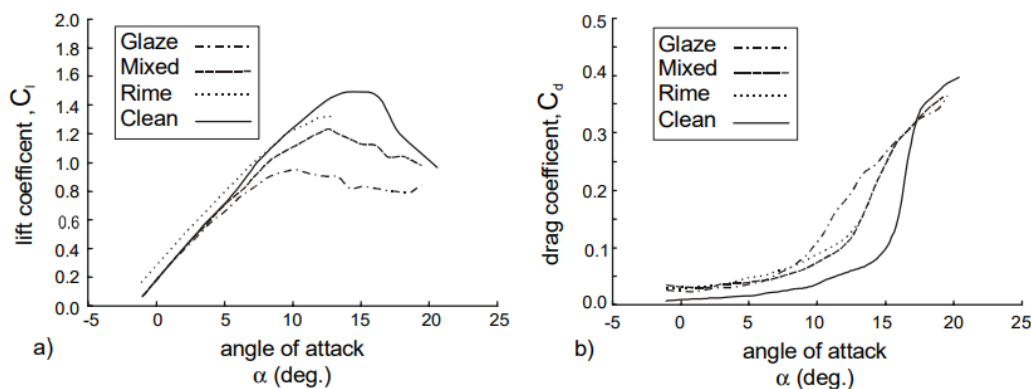 2.0
1.8
1.6
1.4
1.2
1.0
0.8
0.6
0.4
0.2
0.0
lift coefficent , Cl
Glaze
Mixed
Rime
Clean
-5 0 5 10 15 20 25
a)
angle of attack
α (deg.)
0.5
0.4
0.3
0.2
0.1
0.0
drag coefficent, Cd
Glaze
Mixed
Rime
Clean
-5 0 5 10 15 20 25
b)
angle of attack
α (deg.)